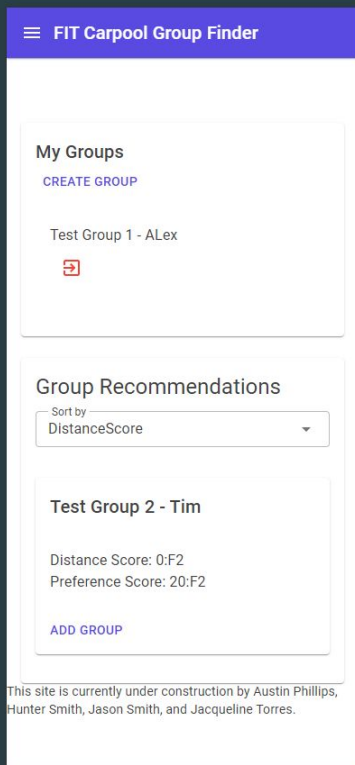 FIT Carpool Group Finder
My Groups
CREATE GROUP
Test Group 1 - ALex
Group Recommendations
Sort by
DistanceScore
Test Group 2 - Tim
Distance Score: 0:F2
Preference Score: 20:F2
ADD GROUP
This site is currently under construction by Austin Phillips,
Hunter Smith, Jason Smith, and Jacqueline Torres.